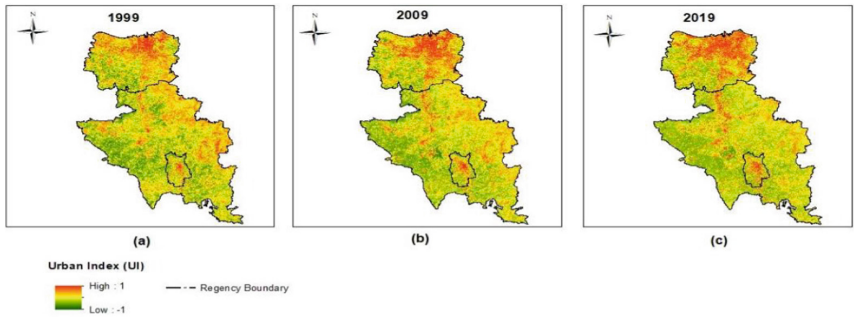 1999
N
2009
N
2019
N
(a)
(b)
(c)
Urban Index (UI)
High : 1
Low : -1
Regency Boundary